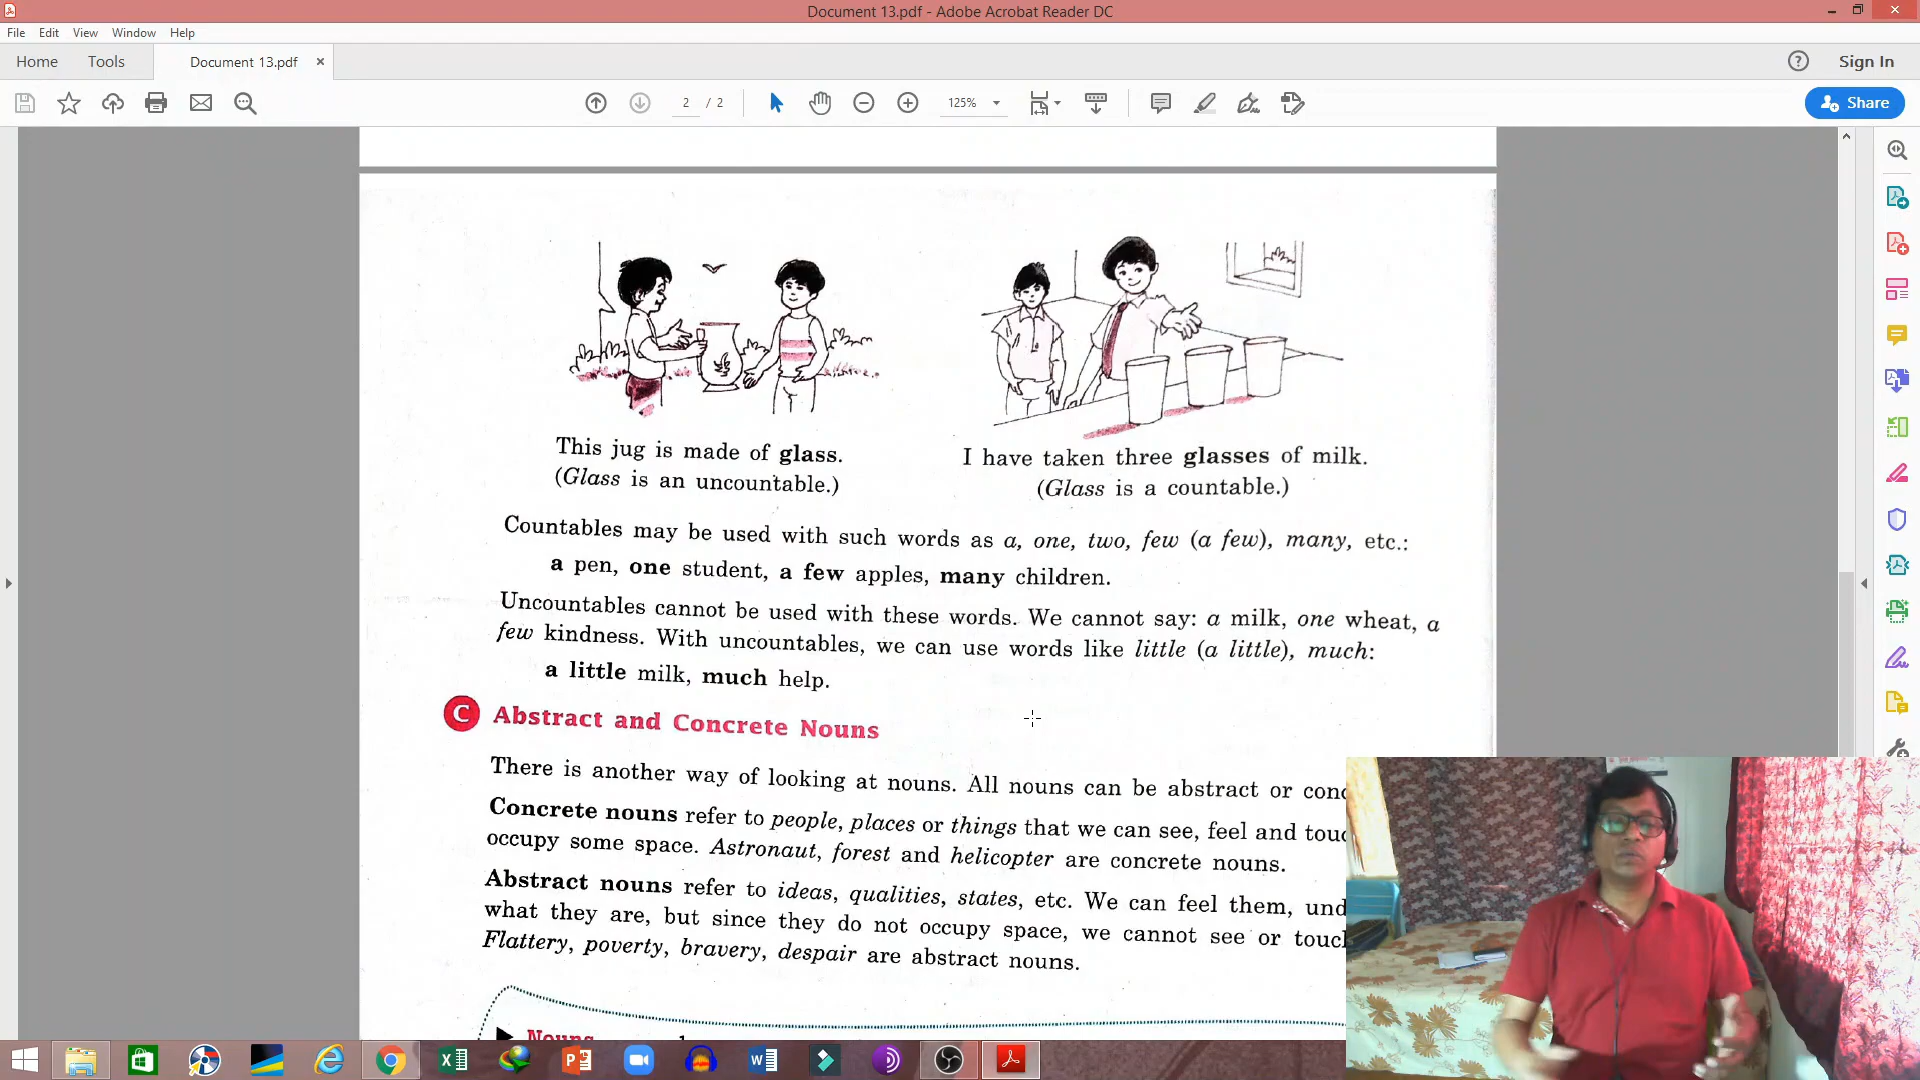 Document 13.pdf - Adobe Acrobat Reader DC
File Edit View Window Help
Home Tools Document 13.pdf × Sign In
2 / 2 125% Share
This jug is made of glass.
(Glass is an uncountable.)
I have taken three glasses of milk.
(Glass is a countable.)
Countables may be used with such words as a, one, two, few (a few), many, etc.:
a pen, one student, a few apples, many children.
Uncountables cannot be used with these words. We cannot say: a milk, one wheat, a
few kindness. With uncountables, we can use words like little (a little), much:
a little milk, much help.
C Abstract and Concrete Nouns
There is another way of looking at nouns. All nouns can be abstract or conc
Concrete nouns refer to people, places or things that we can see, feel and touc
occupy some space. Astronaut, forest and helicopter are concrete nouns.
Abstract nouns refer to ideas, qualities, states, etc. We can feel them, und
what they are, but since they do not occupy space, we cannot see or touc
Flattery, poverty, bravery, despair are abstract nouns.
Nouns